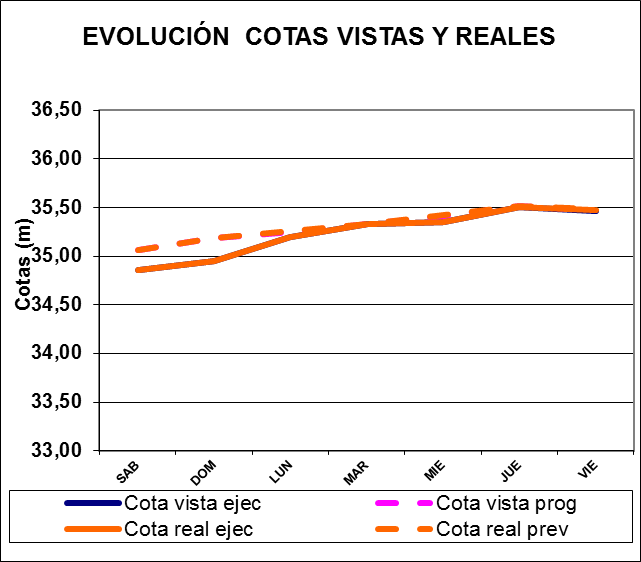 EVOLUCIÓN  COTAS VISTAS Y REALES
36,50
36,00
35,50
35,00
34,50
34,00
33,50
33,00
Cotas (m)
SAB DOM LUN MAR MIE JUE VIE
Cota vista ejec Cota vista prog
Cota real ejec Cota real prev